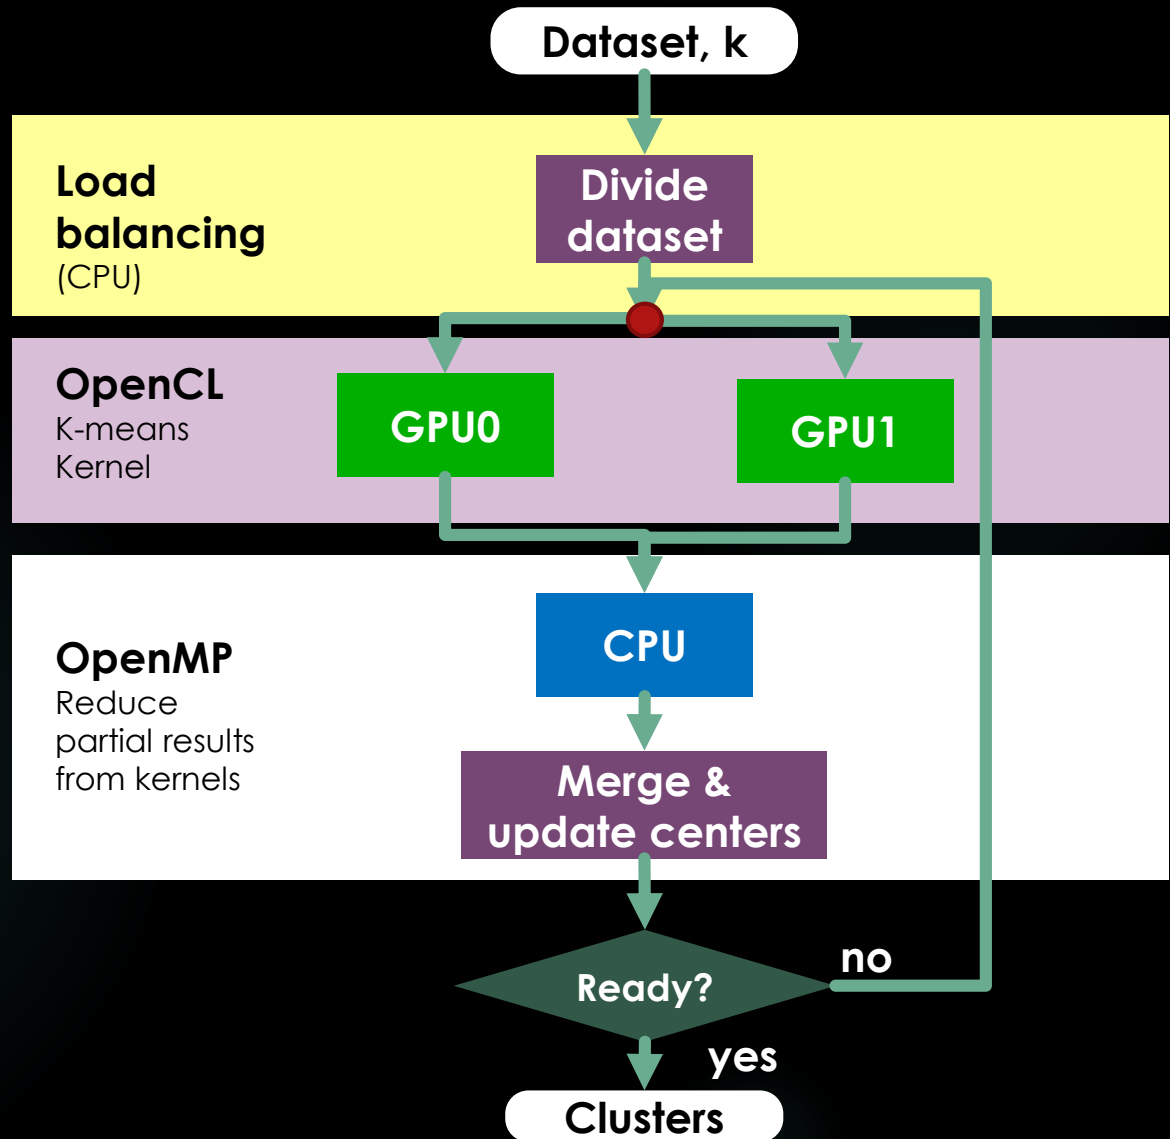 Dataset, k
Load
balancing
(CPU)
Divide
dataset
OpenCL
K-means
Kernel
GPU0
GPU1
OpenMP
Reduce
partial results
from kernels
CPU
Merge &
update centers
Ready?
no
yes
Clusters